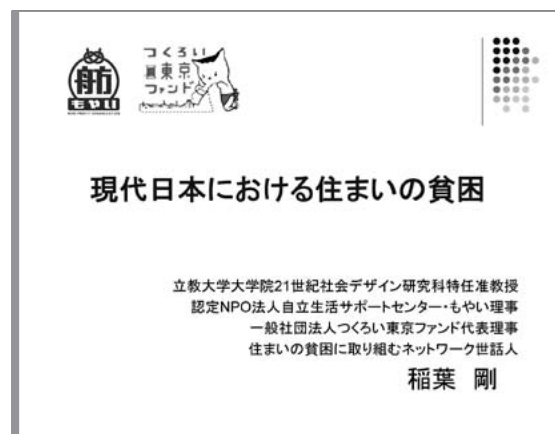 舫
もやい
つくろい
東京
ファンド
現代日本における住まいの貧困
立教大学大学院21世紀社会デザイン研究科特任准教授
認定NPO法人自立生活サポートセンター・もやい理事
一般社団法人つくろい東京ファンド代表理事
住まいの貧困に取り組むネットワーク世話人
稲葉 剛